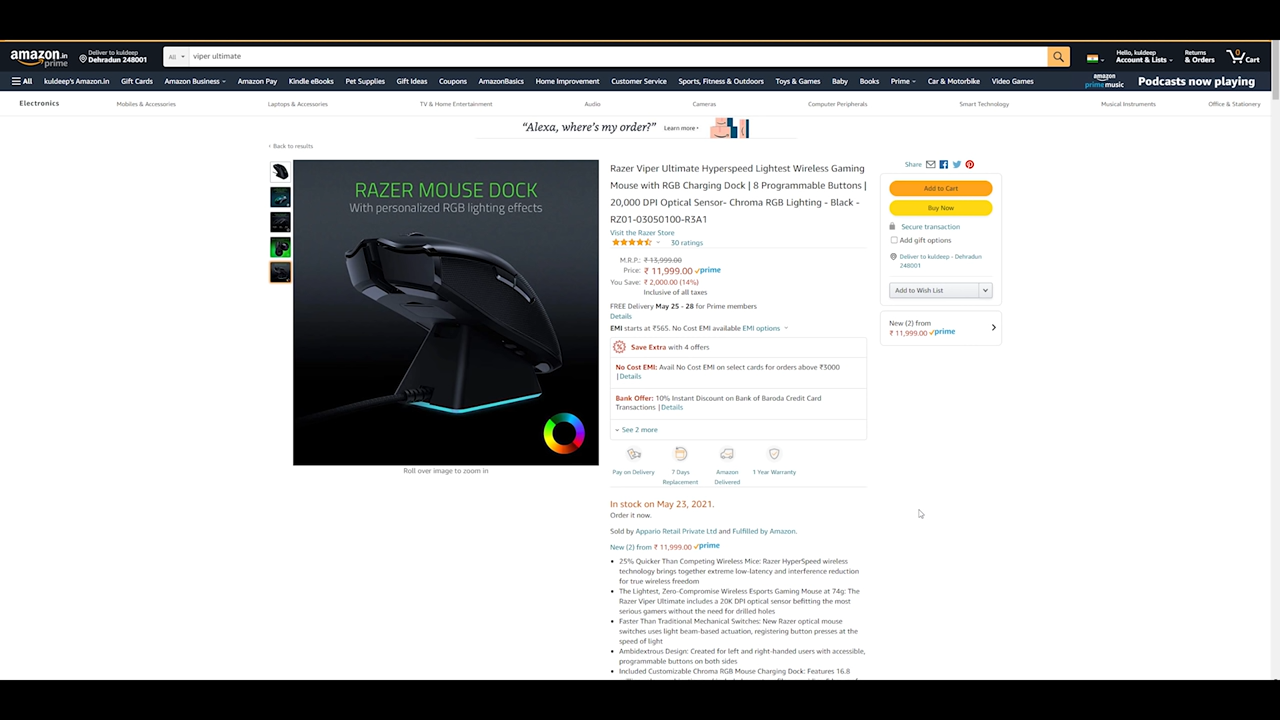 amazon.in
prime
Deliver to kuldeep
Dehradun 248001
All
viper ultimate
Hello, kuldeep
Account & Lists
Returns
& Orders
0
Cart
All
kuldeep's Amazon.in
Gift Cards
Amazon Business
Amazon Pay
Kindle eBooks
Pet Supplies
Gift Ideas
Coupons
AmazonBasics
Home Improvement
Customer Service
Sports, Fitness & Outdoors
Toys & Games
Baby
Books
Prime
Car & Motorbike
Video Games
amazon
prime music
Podcasts now playing
Electronics
Mobiles & Accessories
Laptops & Accessories
TV & Home Entertainment
Audio
Cameras
Computer Peripherals
Smart Technology
Musical Instruments
Office & Stationery
“Alexa, where's my order?”
Learn more ›
‹ Back to results
RAZER MOUSE DOCK
With personalized RGB lighting effects
Roll over image to zoom in
Razer Viper Ultimate Hyperspeed Lightest Wireless Gaming
Mouse with RGB Charging Dock | 8 Programmable Buttons |
20,000 DPI Optical Sensor- Chroma RGB Lighting - Black -
RZ01-03050100-R3A1
Visit the Razer Store
30 ratings
M.R.P.: ₹ 13,999.00
Price: ₹ 11,999.00 prime
You Save: ₹ 2,000.00 (14%)
Inclusive of all taxes
FREE Delivery May 25 - 28 for Prime members
Details
EMI starts at ₹565. No Cost EMI available EMI options
Save Extra with 4 offers
No Cost EMI: Avail No Cost EMI on select cards for orders above ₹3000
|Details
Bank Offer: 10% Instant Discount on Bank of Baroda Credit Card
Transactions |Details
See 2 more
Pay on Delivery
7 Days
Replacement
Amazon
Delivered
1 Year Warranty
In stock on May 23, 2021.
Order it now.
Sold by Appario Retail Private Ltd and Fulfilled by Amazon.
New (2) from ₹ 11,999.00 prime
• 25% Quicker Than Competing Wireless Mice: Razer HyperSpeed wireless
technology brings together extreme low-latency and interference reduction
for true wireless freedom
• The Lightest, Zero-Compromise Wireless Esports Gaming Mouse at 74g: The
Razer Viper Ultimate includes a 20K DPI optical sensor befitting the most
serious gamers without the need for drilled holes
• Faster Than Traditional Mechanical Switches: New Razer optical mouse
switches uses light beam-based actuation, registering button presses at the
speed of light
• Ambidextrous Design: Created for left and right-handed users with accessible,
programmable buttons on both sides
• Included Customizable Chroma RGB Mouse Charging Dock: Features 16.8
Share
Add to Cart
Buy Now
Secure transaction
Add gift options
Deliver to kuldeep - Dehradun
248001
Add to Wish List
New (2) from
₹ 11,999.00 prime